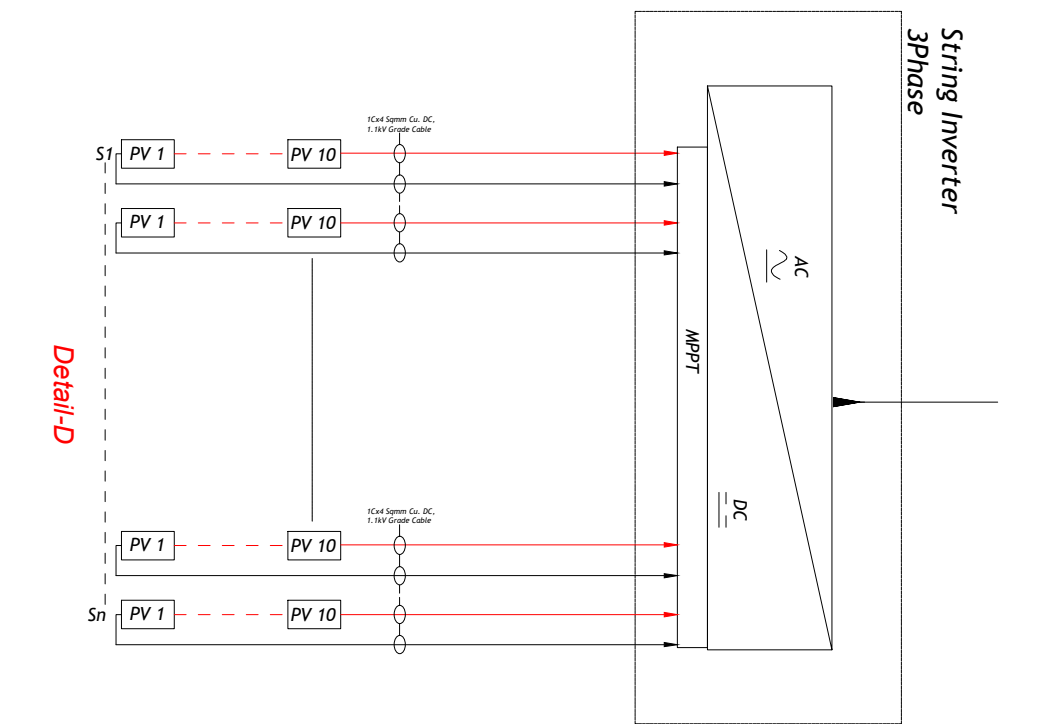 String Inverter
3Phase
1Cx4 Sqmm Cu. DC,
1.1kV Grade Cable
S1 PV 1 PV 10
PV 1 PV 10
AC
MPPT
Detail-D
DC
1Cx4 Sqmm Cu. DC,
1.1kV Grade Cable
PV 1 PV 10
Sn PV 1 PV 10